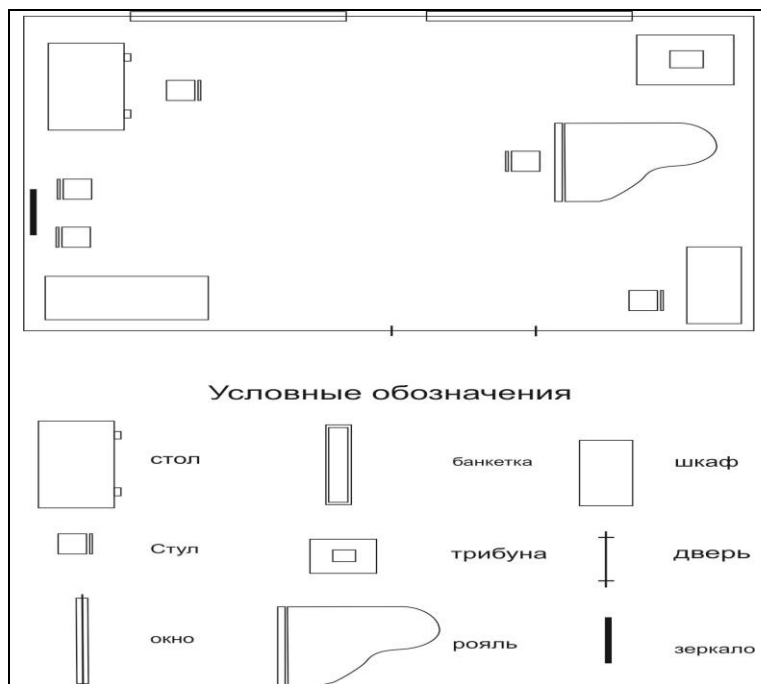 Условные обозначения
стол
банкетка
шкаф
Стул
трибуна
дверь
окно
рояль
зеркало